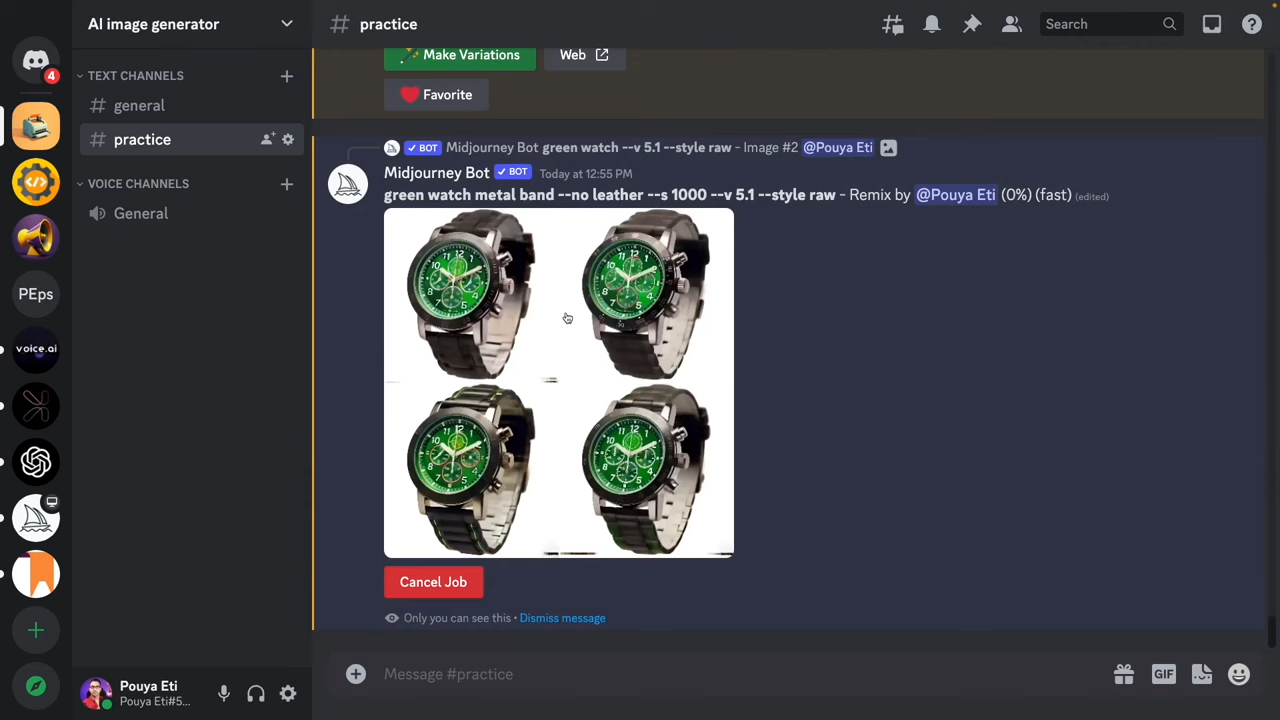 AI image generator
4
TEXT CHANNELS
general
practice
VOICE CHANNELS
General
PEps
voice.ai
Pouya Eti
Pouya Eti#5...
practice
Search
Make Variations
Web
Favorite
BOT Midjourney Bot green watch --v 5.1 --style raw - Image #2 @Pouya Eti
Midjourney Bot BOT Today at 12:55 PM
green watch metal band --no leather --s 1000 --v 5.1 --style raw - Remix by @Pouya Eti (0%) (fast) (edited)
Cancel Job
Only you can see this • Dismiss message
Message #practice
GIF